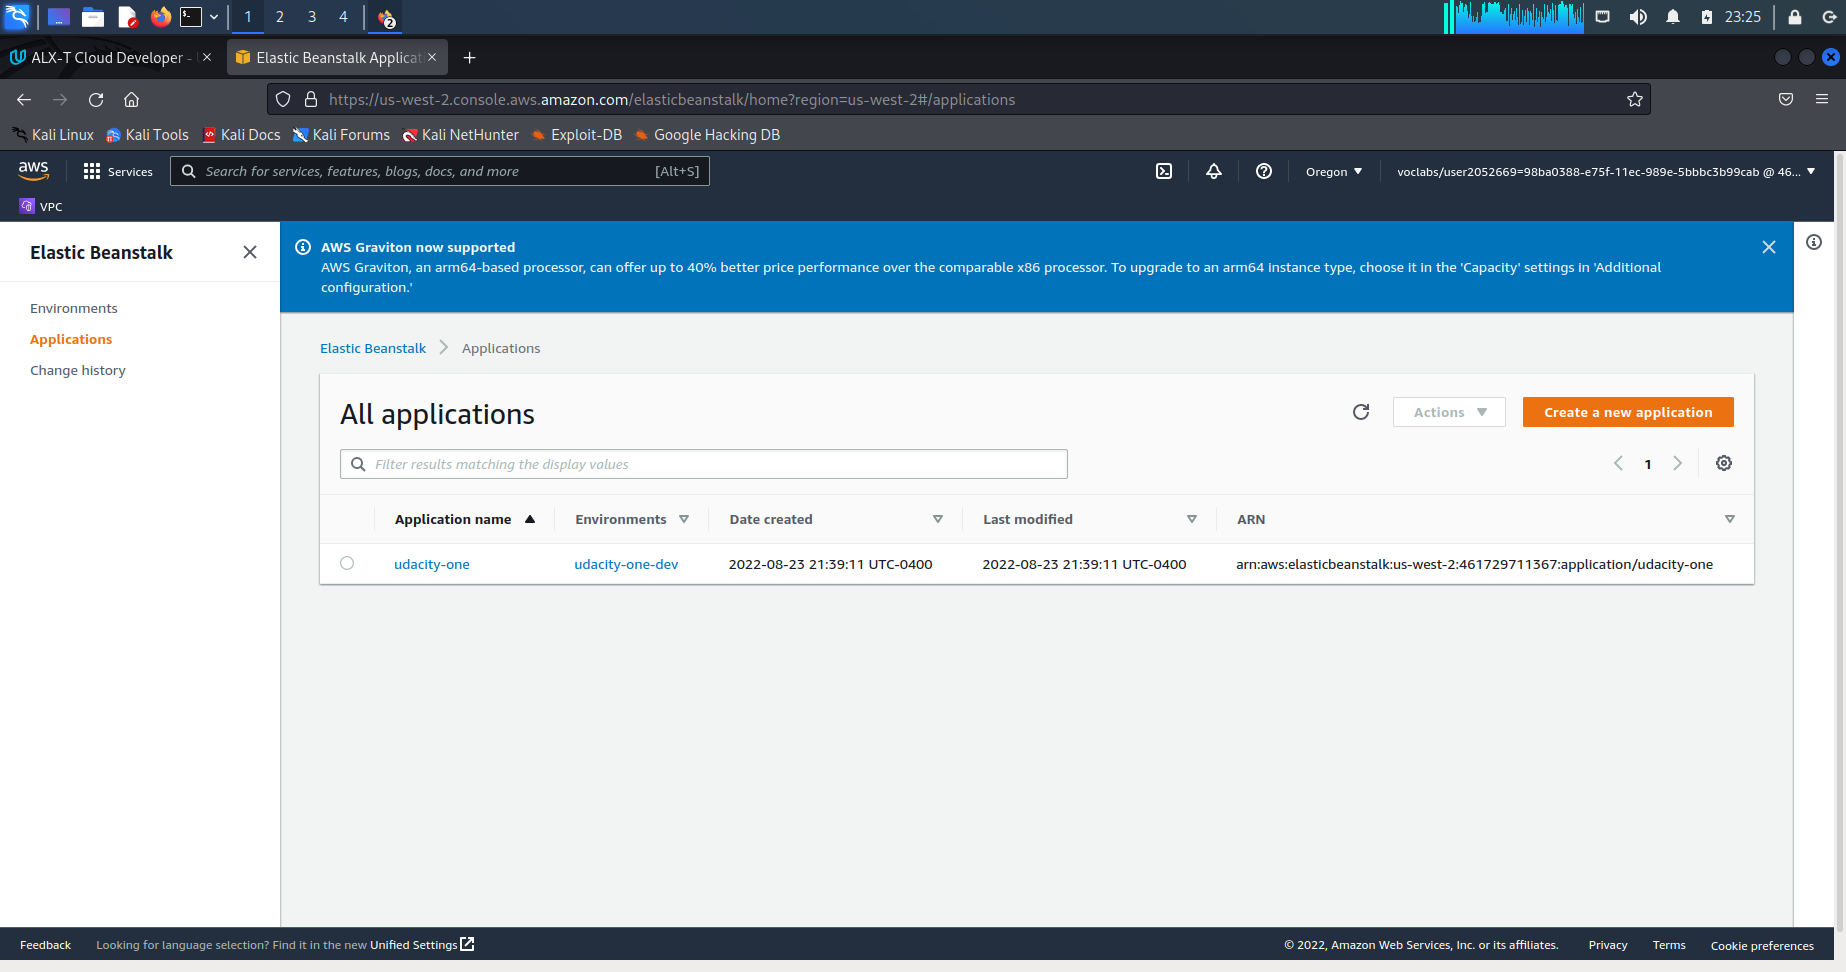 1 2 3 4 2 23:25
ALX-T Cloud Developer - Elastic Beanstalk Applicat
https://us-west-2.console.aws.amazon.com/elasticbeanstalk/home?region=us-west-2#/applications
Kali Linux Kali Tools Kali Docs Kali Forums Kali NetHunter Exploit-DB Google Hacking DB
aws Services Search for services, features, blogs, docs, and more [Alt+S] Oregon voclabs/user2052669=98ba0388-e75f-11ec-989e-5bbbc3b99cab @ 46...
VPC
Elastic Beanstalk
Environments
Applications
Change history
AWS Graviton now supported
AWS Graviton, an arm64-based processor, can offer up to 40% better price performance over the comparable x86 processor. To upgrade to an arm64 instance type, choose it in the 'Capacity' settings in 'Additional
configuration.'
Elastic Beanstalk Applications
All applications Actions Create a new application
Filter results matching the display values 1
Application name Environments Date created Last modified ARN
udacity-one udacity-one-dev 2022-08-23 21:39:11 UTC-0400 2022-08-23 21:39:11 UTC-0400 arn:aws:elasticbeanstalk:us-west-2:461729711367:application/udacity-one
Feedback Looking for language selection? Find it in the new Unified Settings © 2022, Amazon Web Services, Inc. or its affiliates. Privacy Terms Cookie preferences